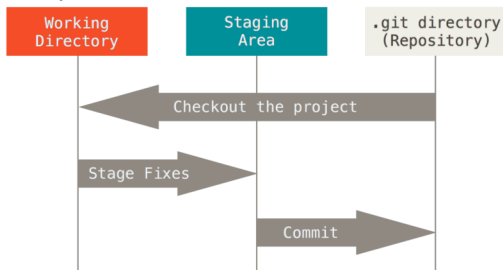 Working
Directory
Staging
Area
.git directory
(Repository)
Checkout the project
Stage Fixes
Commit